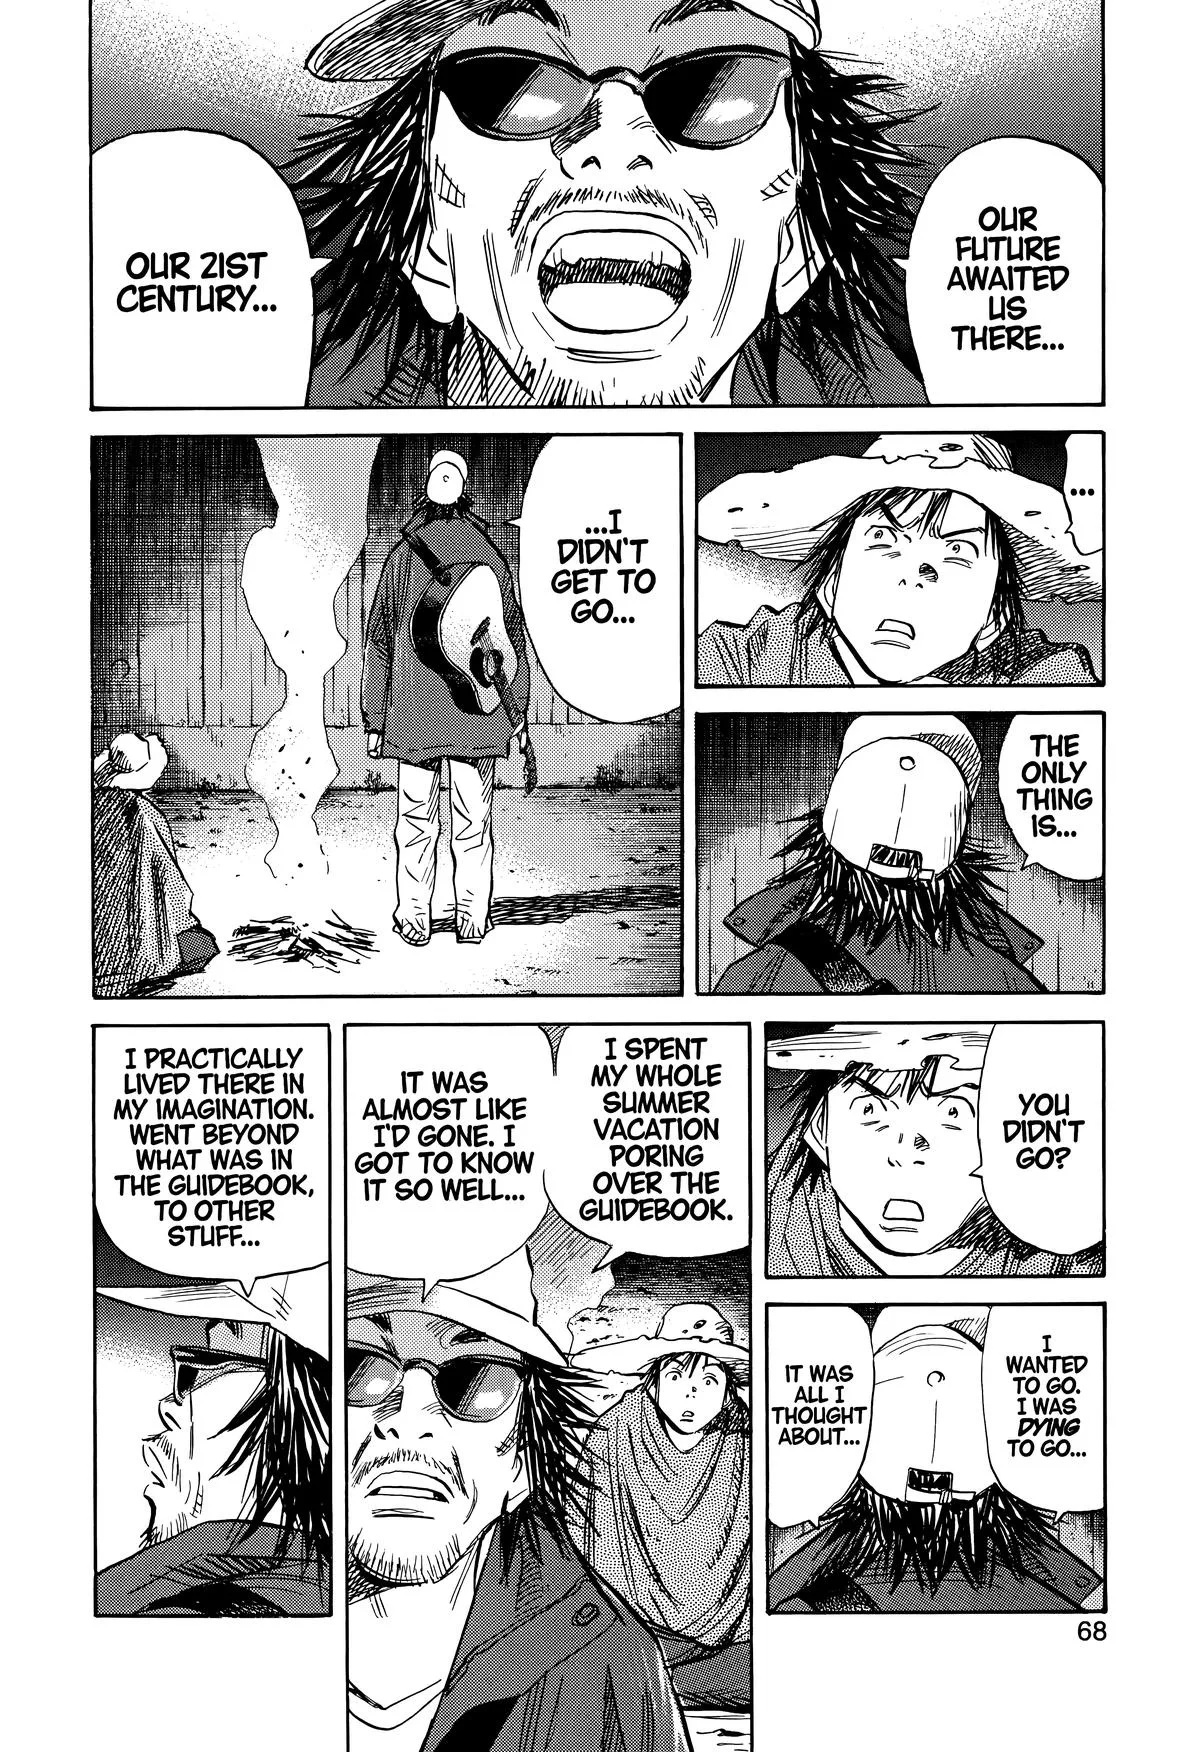 OUR
FUTURE
AWAITED
US
THERE...
OUR 21ST
CENTURY...
...
...I
DIDN'T
GET TO
GO...
THE
ONLY
THING
IS...
YOU
DIDN'T
GO?
I
WANTED
TO GO.
I WAS
DYING
TO GO...
IT WAS
ALL I
THOUGHT
ABOUT...
I SPENT
MY WHOLE
SUMMER
VACATION
PORING
OVER THE
GUIDEBOOK.
IT WAS
ALMOST LIKE
I'D GONE. I
GOT TO KNOW
IT SO WELL...
I PRACTICALLY
LIVED THERE IN
MY IMAGINATION.
WENT BEYOND
WHAT WAS IN
THE GUIDEBOOK,
TO OTHER
STUFF...
68